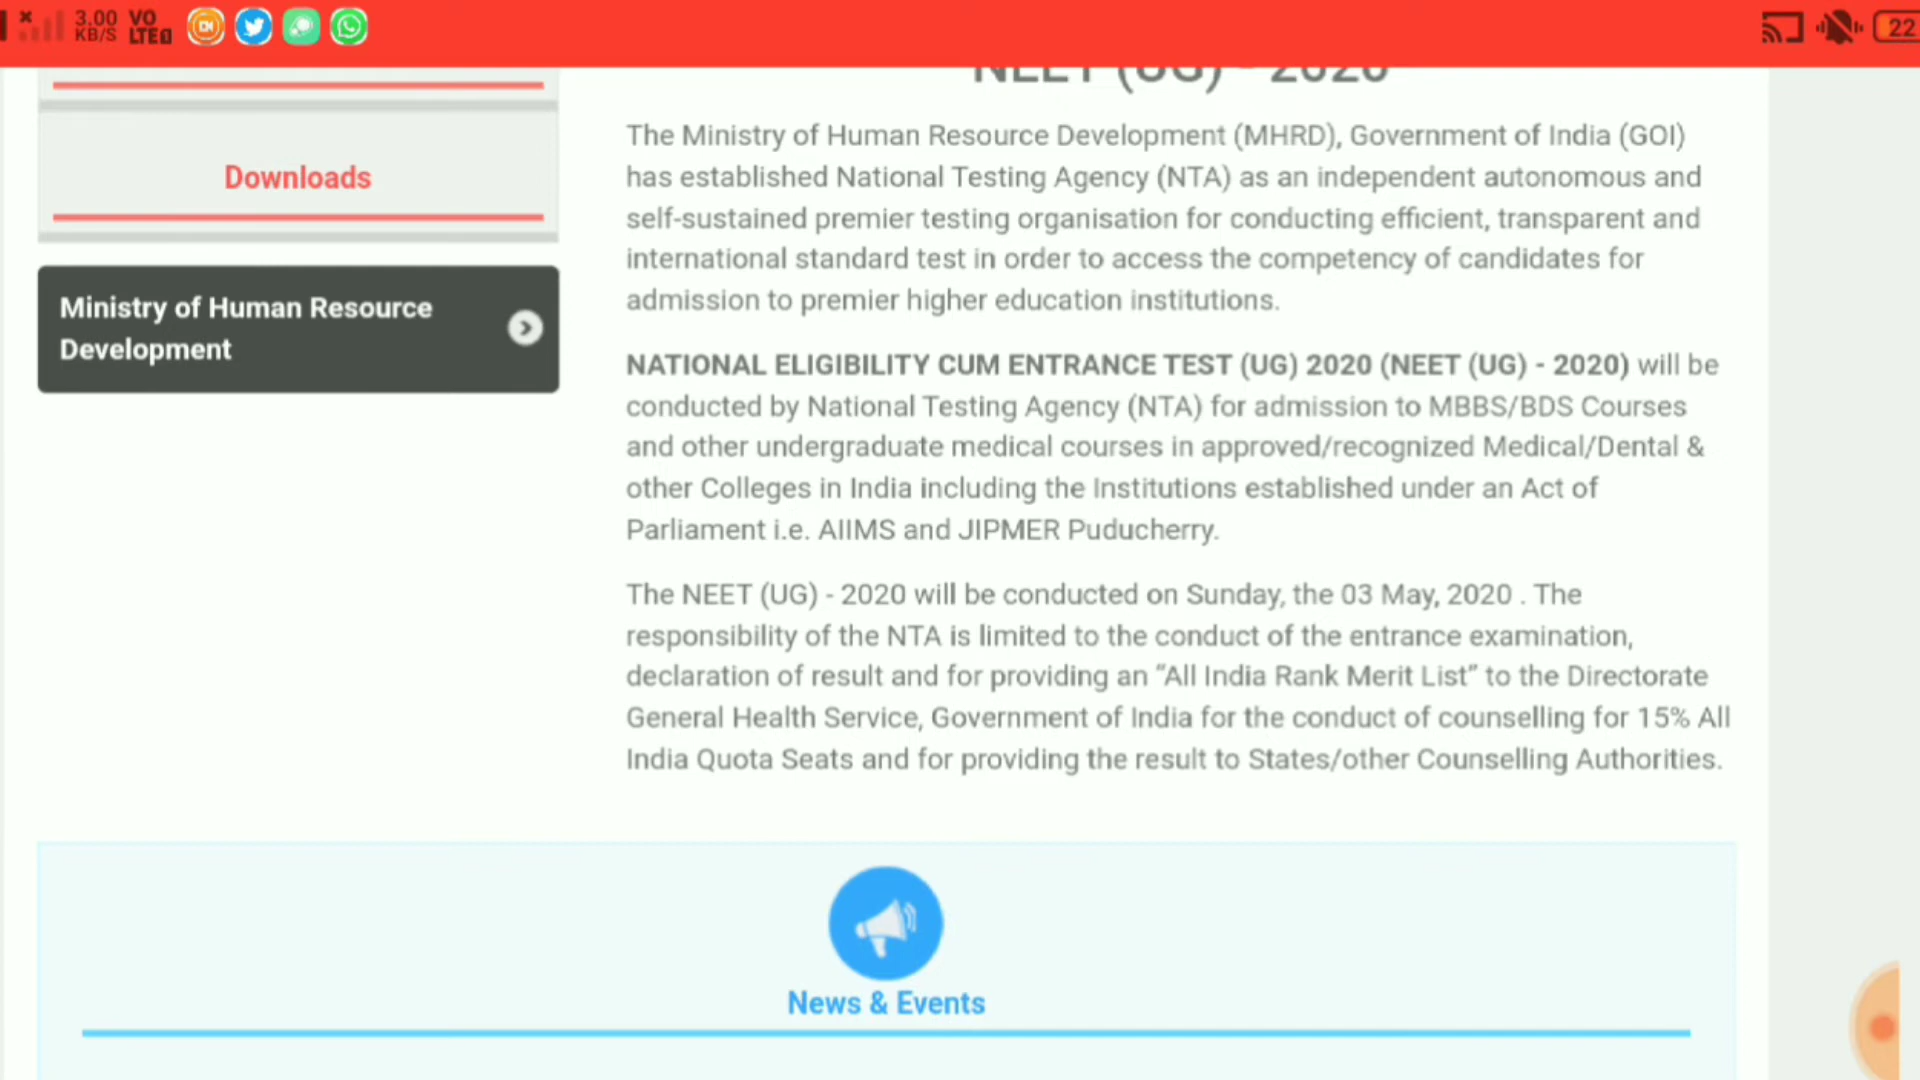 3.00
KB/S
VO
LTE
22
NEET (UG) - 2020
Downloads
Ministry of Human Resource
Development
The Ministry of Human Resource Development (MHRD), Government of India (GOI)
has established National Testing Agency (NTA) as an independent autonomous and
self-sustained premier testing organisation for conducting efficient, transparent and
international standard test in order to access the competency of candidates for
admission to premier higher education institutions.
NATIONAL ELIGIBILITY CUM ENTRANCE TEST (UG) 2020 (NEET (UG) - 2020) will be
conducted by National Testing Agency (NTA) for admission to MBBS/BDS Courses
and other undergraduate medical courses in approved/recognized Medical/Dental &
other Colleges in India including the Institutions established under an Act of
Parliament i.e. AIIMS and JIPMER Puducherry.
The NEET (UG) - 2020 will be conducted on Sunday, the 03 May, 2020 . The
responsibility of the NTA is limited to the conduct of the entrance examination,
declaration of result and for providing an “All India Rank Merit List” to the Directorate
General Health Service, Government of India for the conduct of counselling for 15% All
India Quota Seats and for providing the result to States/other Counselling Authorities.
News & Events